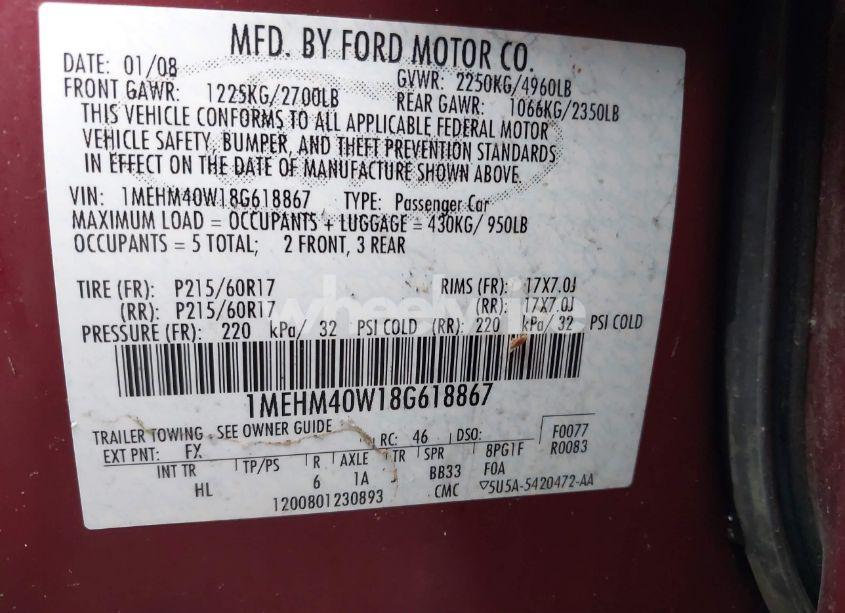 MFD. BY FORD MOTOR CO.
DATE: 01/08 GVWR: 2250KG/4960LB
FRONT GAWR: 1225KG/2700LB REAR GAWR: 1066KG/2350LB
THIS VEHICLE CONFORMS TO ALL APPLICABLE FEDERAL MOTOR
VEHICLE SAFETY, BUMPER, AND THEFT PREVENTION STANDARDS
IN EFFECT ON THE DATE OF MANUFACTURE SHOWN ABOVE.
VIN: 1MEHM40W18G618867 TYPE: Passenger Car
MAXIMUM LOAD = OCCUPANTS + LUGGAGE = 430KG/ 950LB
OCCUPANTS = 5 TOTAL; 2 FRONT, 3 REAR
TIRE (FR): P215/60R17 RIMS (FR): 17X7.0J
(RR): P215/60R17 (RR): 17X7.0J
PRESSURE (FR): 220 kPa/ 32 PSI COLD (RR): 220 kPa/ 32 PSI COLD
1MEHM40W18G618867
TRAILER TOWING - SEE OWNER GUIDE RC: 46 DSO: F0077
EXT PNT: FX R0083
INT TR TP/PS R AXLE TR SPR 8PG1F
HL 6 1A BB33 F0A
1200801230893 CMC ▽5U5A-5420472-AA